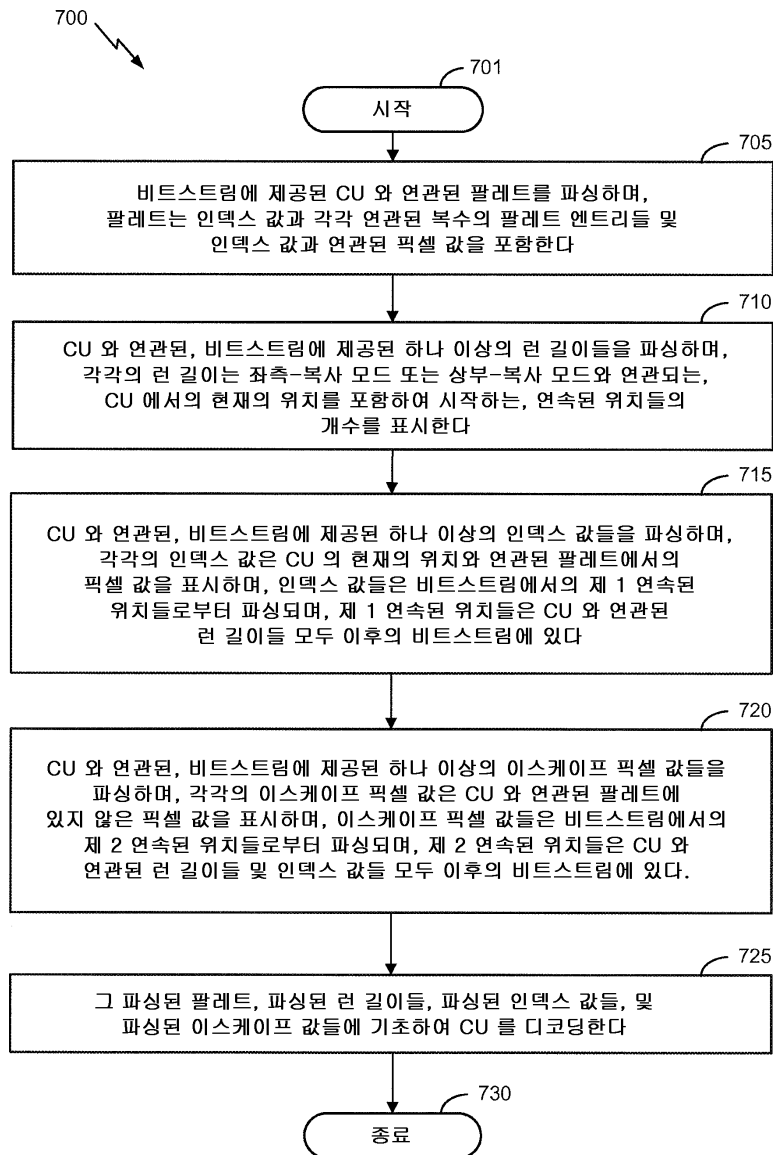 700
701
시작
705
비트스트림에 제공된 CU 와 연관된 팔레트를 파싱하며,
팔레트는 인덱스 값과 각각 연관된 복수의 팔레트 엔트리들 및
인덱스 값과 연관된 픽셀 값을 포함한다
710
CU 와 연관된, 비트스트림에 제공된 하나 이상의 런 길이들을 파싱하며,
각각의 런 길이는 좌측-복사 모드 또는 상부-복사 모드와 연관되는,
CU 에서의 현재의 위치를 포함하여 시작하는, 연속된 위치들의
개수를 표시한다
715
CU 와 연관된, 비트스트림에 제공된 하나 이상의 인덱스 값들을 파싱하며,
각각의 인덱스 값은 CU 의 현재의 위치와 연관된 팔레트에서의
픽셀 값을 표시하며, 인덱스 값들은 비트스트림에서의 제 1 연속된
위치들로부터 파싱되며, 제 1 연속된 위치들은 CU 와 연관된
런 길이들 모두 이후의 비트스트림에 있다
720
CU 와 연관된, 비트스트림에 제공된 하나 이상의 이스케이프 픽셀 값들을
파싱하며, 각각의 이스케이프 픽셀 값은 CU 와 연관된 팔레트에
있지 않은 픽셀 값을 표시하며, 이스케이프 픽셀 값들은 비트스트림에서의
제 2 연속된 위치들로부터 파싱되며, 제 2 연속된 위치들은 CU 와
연관된 런 길이들 및 인덱스 값들 모두 이후의 비트스트림에 있다.
725
그 파싱된 팔레트, 파싱된 런 길이들, 파싱된 인덱스 값들, 및
파싱된 이스케이프 값들에 기초하여 CU 를 디코딩한다
730
종료